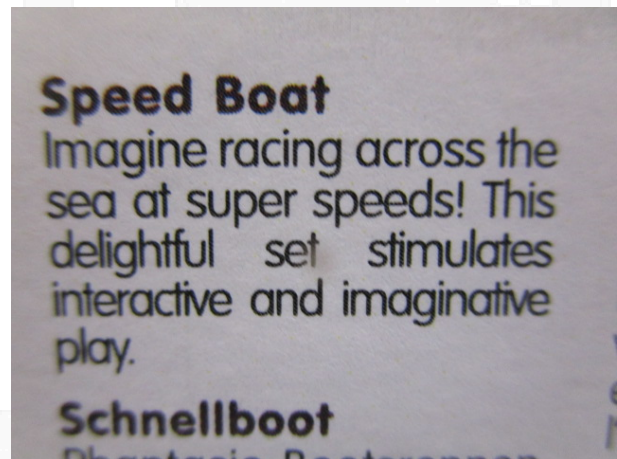 Speed Boat
Imagine racing across the
sea at super speeds! This
delightful set stimulates
interactive and imaginative
play.
Schnellboot